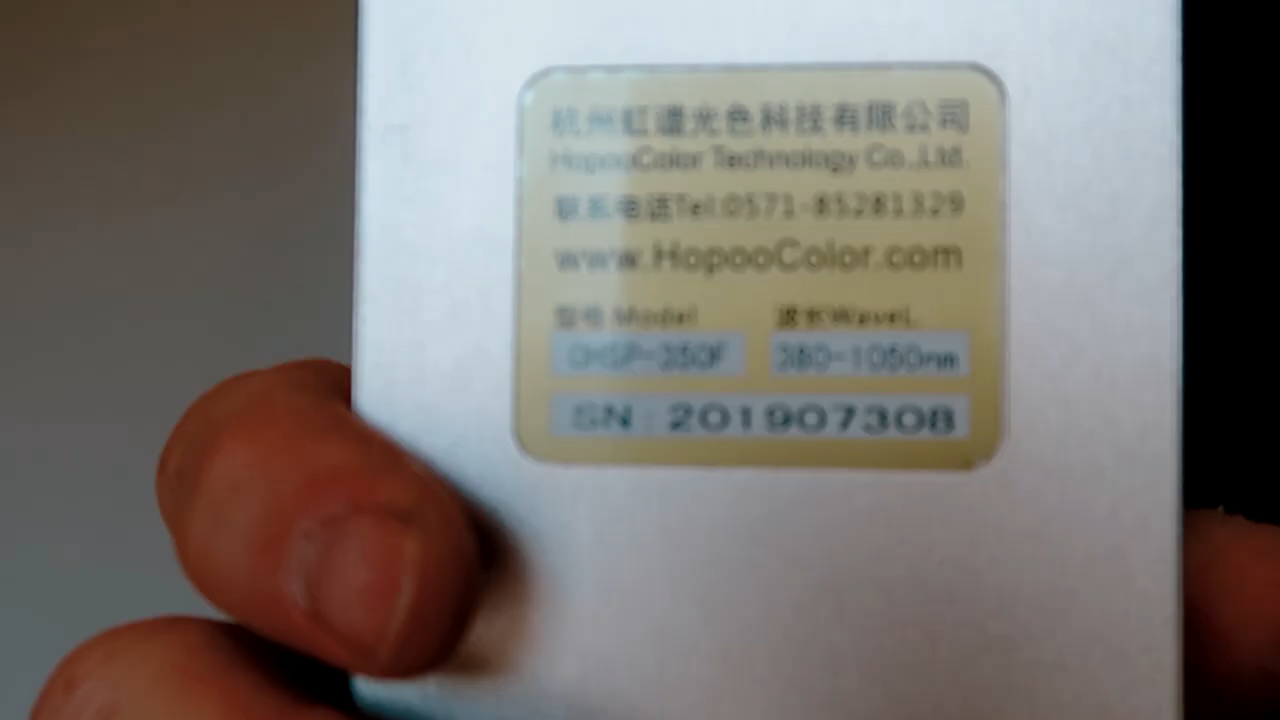 杭州虹谱光色科技有限公司
HopooColor Technology Co.,Ltd.
联系电话Tel:0571-85281329
www.HopooColor.com
型号 Model 波长WaveL.
OHSP-350F 380-1050nm
SN:201907308